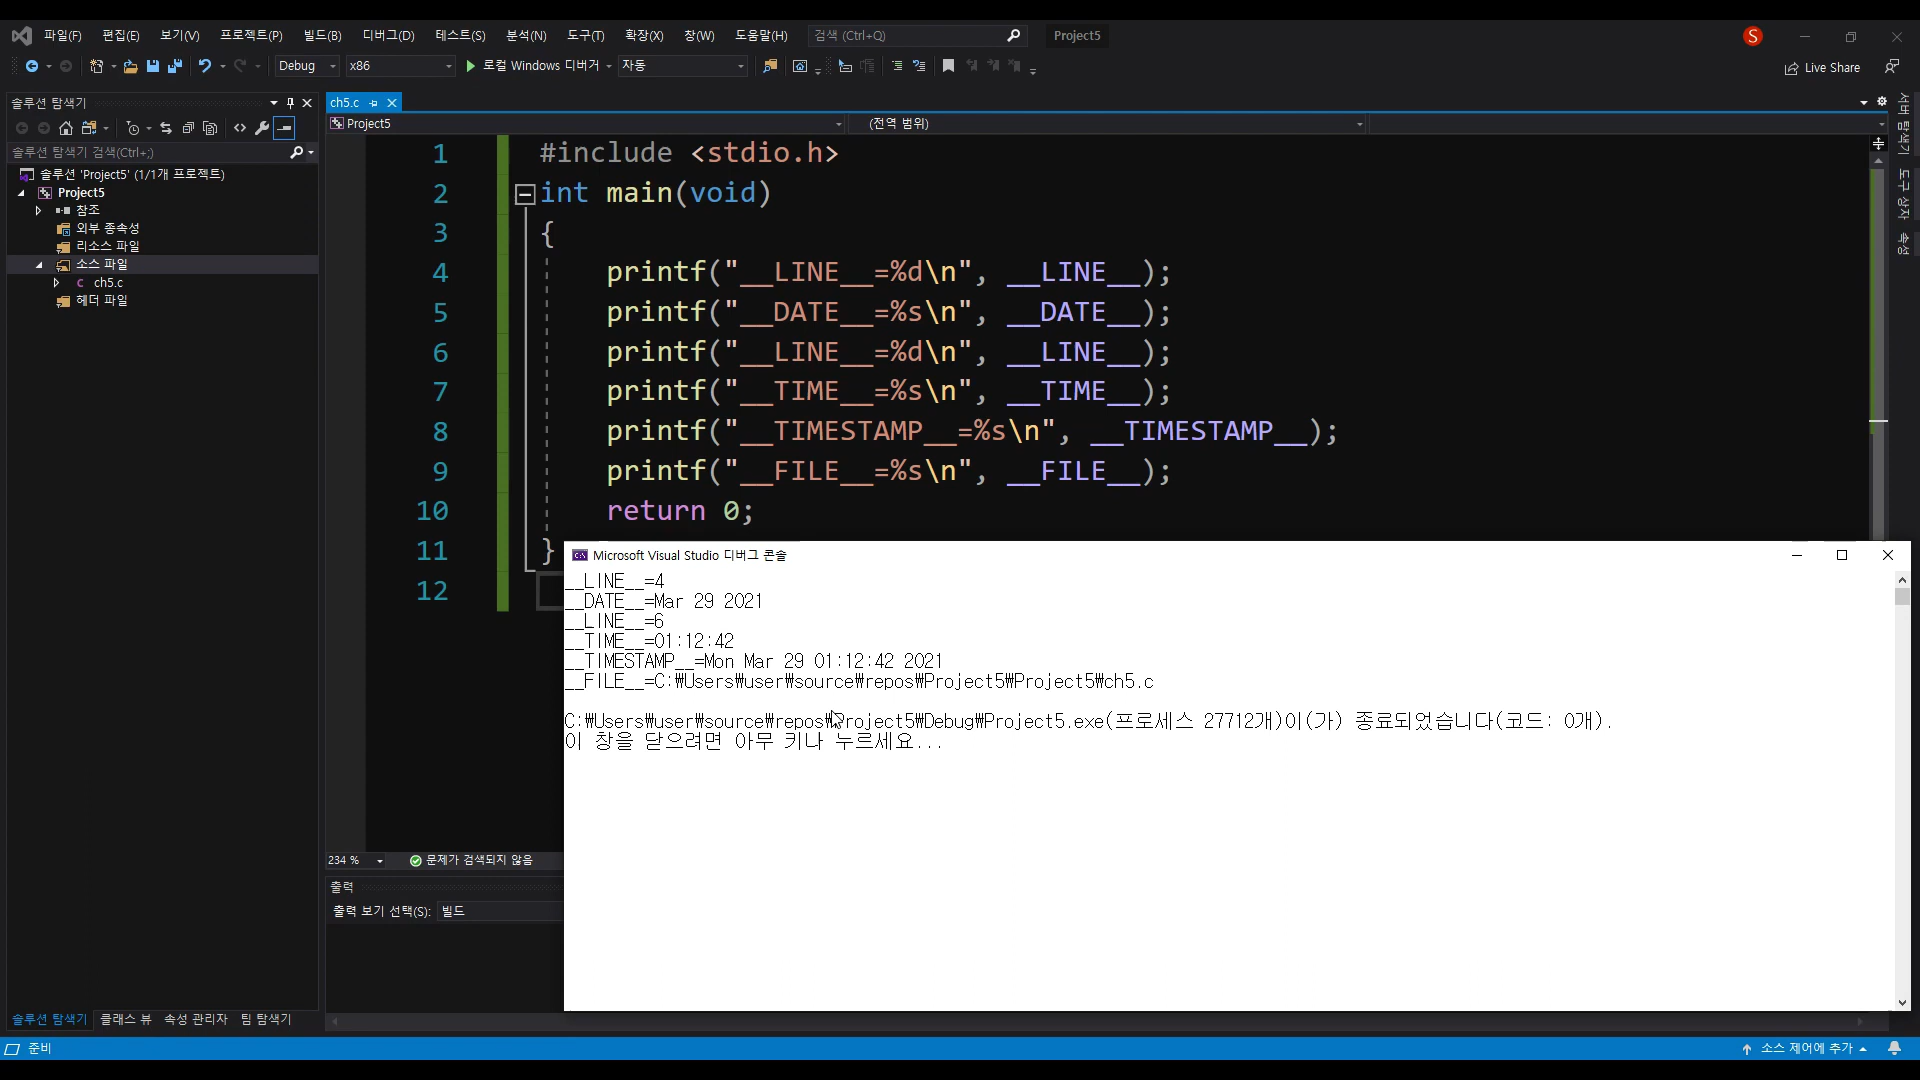 파일(F) 편집(E) 보기(V) 프로젝트(P) 빌드(B) 디버그(D) 테스트(S) 분석(N) 도구(T) 확장(X) 창(W) 도움말(H) 검색 (Ctrl+Q) Project5 S
Debug x86 로컬 Windows 디버거 자동 Live Share
솔루션 탐색기
솔루션 탐색기 검색(Ctrl+;)
솔루션 'Project5' (1/1개 프로젝트)
Project5
참조
외부 종속성
리소스 파일
소스 파일
c ch5.c
헤더 파일
솔루션 탐색기 클래스 뷰 속성 관리자 팀 탐색기
ch5.c
Project5 (전역 범위)
1 #include <stdio.h>
2 int main(void)
3 {
4 printf("__LINE__=%d\n", __LINE__);
5 printf("__DATE__=%s\n", __DATE__);
6 printf("__LINE__=%d\n", __LINE__);
7 printf("__TIME__=%s\n", __TIME__);
8 printf("__TIMESTAMP__=%s\n", __TIMESTAMP__);
9 printf("__FILE__=%s\n", __FILE__);
10 return 0;
11 }
12
234 % 문제가 검색되지 않음
출력
출력 보기 선택(S): 빌드
Microsoft Visual Studio 디버그 콘솔
__LINE__=4
__DATE__=Mar 29 2021
__LINE__=6
__TIME__=01:12:42
__TIMESTAMP__=Mon Mar 29 01:12:42 2021
__FILE__=C:₩Users₩user₩source₩repos₩Project5₩Project5₩ch5.c
C:₩Users₩user₩source₩repos₩Project5₩Debug₩Project5.exe(프로세스 27712개)이(가) 종료되었습니다(코드: 0개).
이 창을 닫으려면 아무 키나 누르세요...
서버 탐색기
도구 상자
속성
준비 소스 제어에 추가